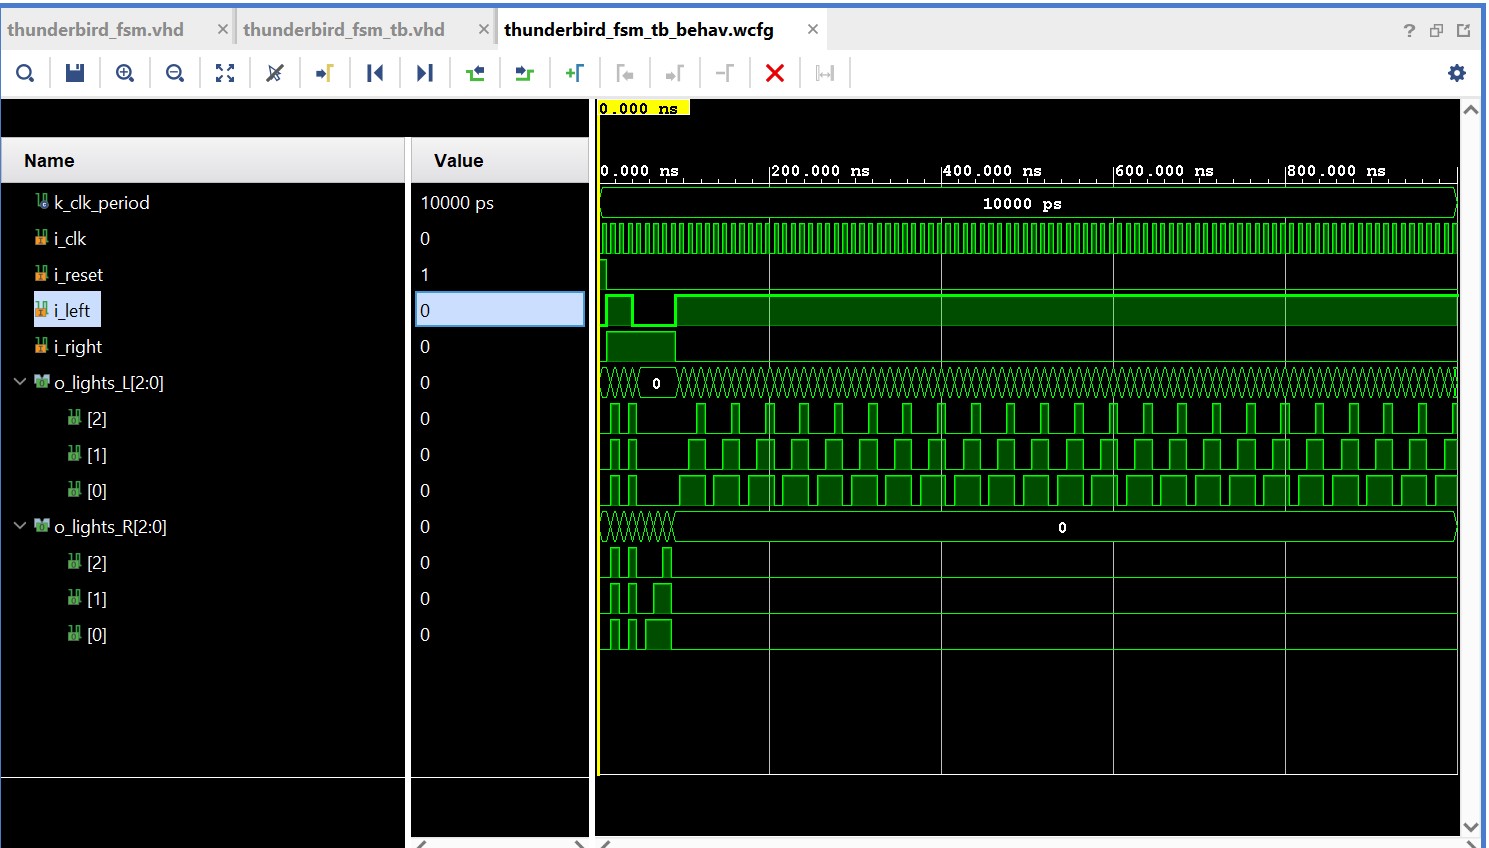 thunderbird_fsm.vhd × thunderbird_fsm_tb.vhd × thunderbird_fsm_tb_behav.wcfg × ?
0.000 ns
Name Value 0.000 ns 200.000 ns 400.000 ns 600.000 ns 800.000 ns
k_clk_period 10000 ps 10000 ps
i_clk 0
i_reset 1
i_left 0
i_right 0
o_lights_L[2:0] 0 0
[2] 0
[1] 0
[0] 0
o_lights_R[2:0] 0 0
[2] 0
[1] 0
[0] 0